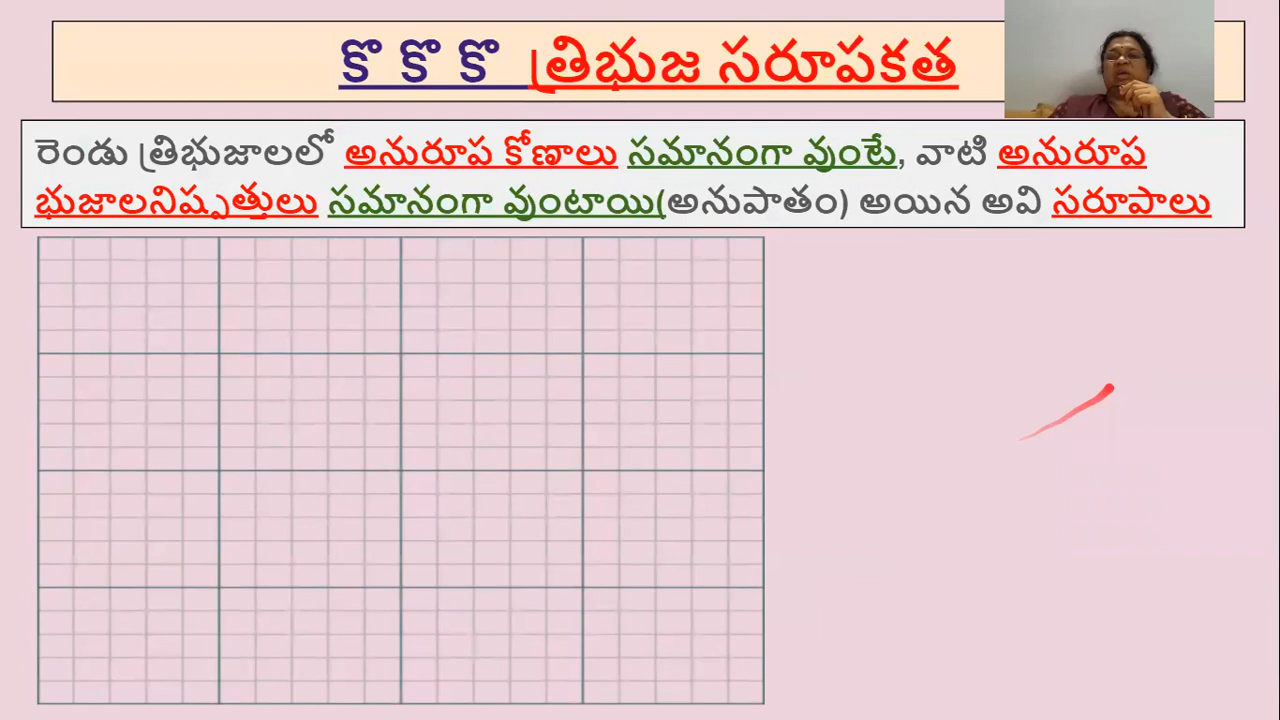 కొ కొ కొ త్రిభుజ సరూపకత
రెండు త్రిభుజాలలో అనురూప కోణాలు సమానంగా వుంటే, వాటి అనురూప
భుజాలనిష్పత్తులు సమానంగా వుంటాయి(అనుపాతం) అయిన అవి సరూపాలు